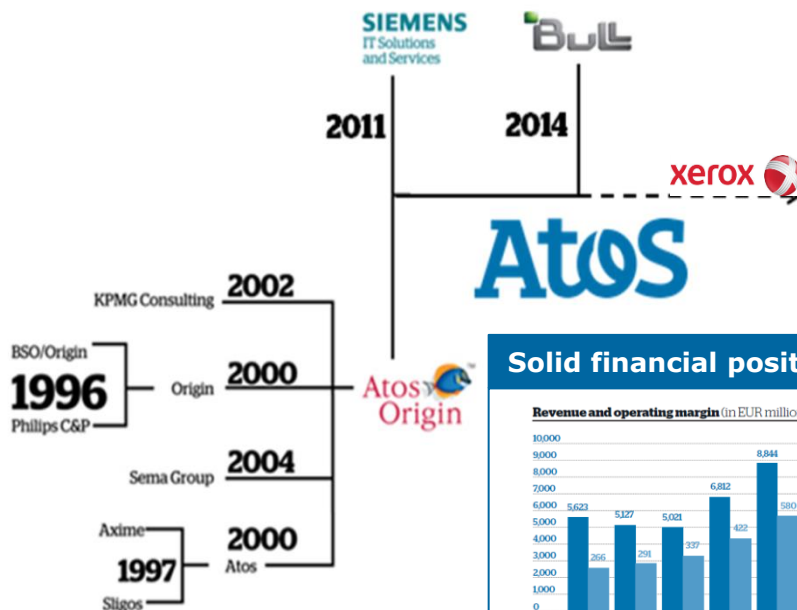 SIEMENS
IT Solutions
and Services
Bull
2011
2014
xerox
Atos
KPMG Consulting
2002
BSO/Origin
1996
Philips C&P
Origin
2000
Atos
Origin
™
Sema Group
2004
Axime
1997
Sligos
2000
Atos
Solid financial posit
Revenue and operating margin (in EUR millio
10,000
9,000
8,000
7,000
6,000
5,000
4,000
3,000
2,000
1,000
0
5,623
266
5,127
291
5,021
337
6,812
422
8,844
580